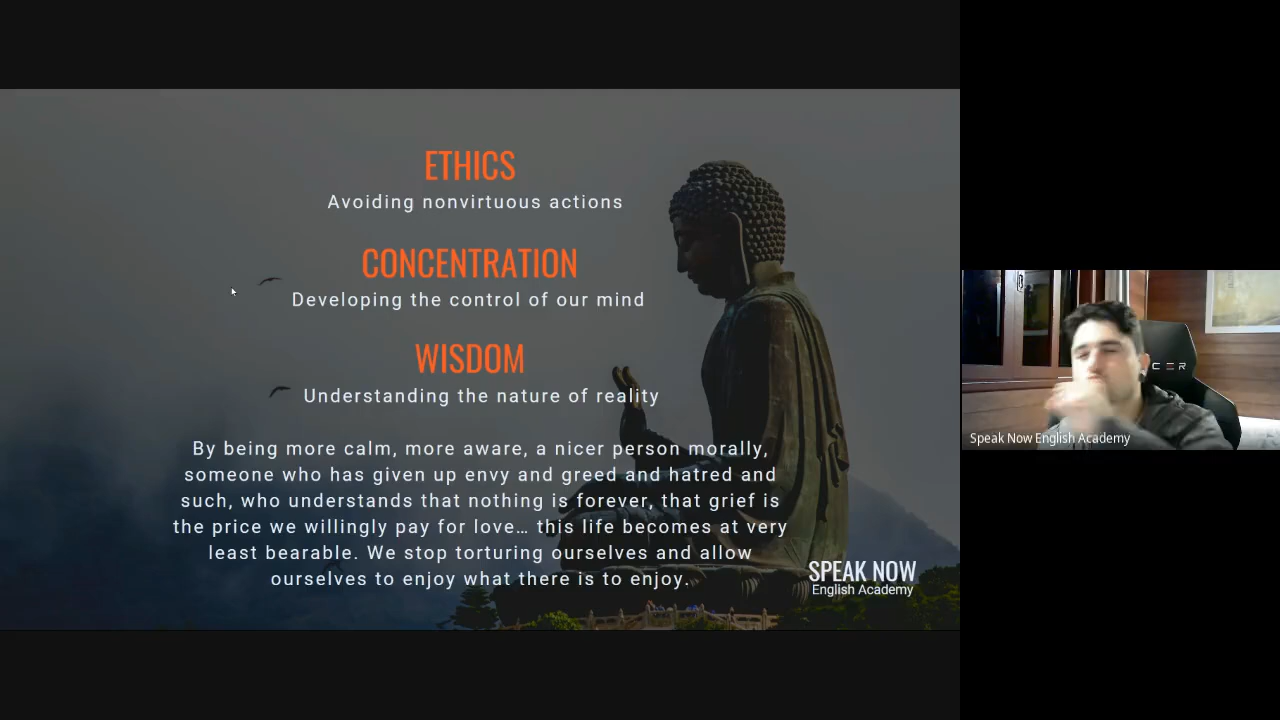 ETHICS
Avoiding nonvirtuous actions
CONCENTRATION
Developing the control of our mind
WISDOM
Understanding the nature of reality
By being more calm, more aware, a nicer person morally,
someone who has given up envy and greed and hatred and
such, who understands that nothing is forever, that grief is
the price we willingly pay for love… this life becomes at very
least bearable. We stop torturing ourselves and allow
ourselves to enjoy what there is to enjoy.
SPEAK NOW
English Academy
CER
Speak Now English Academy